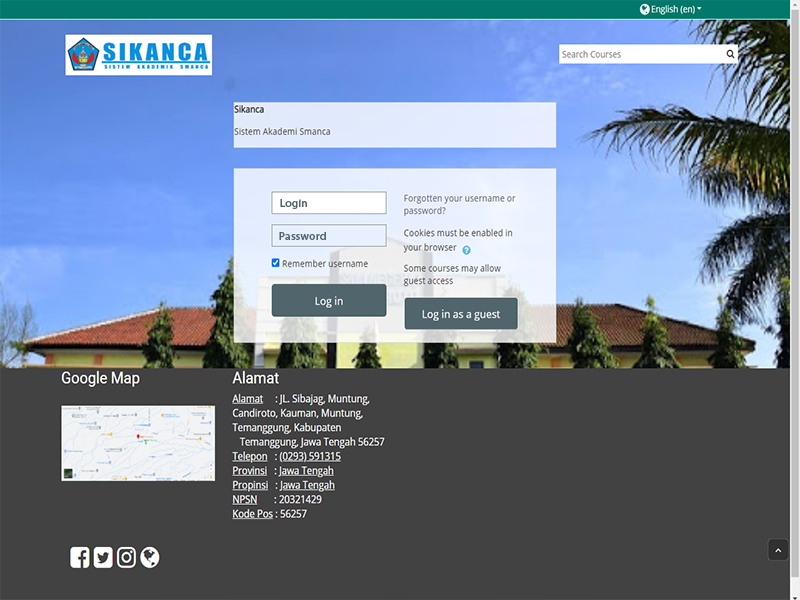 English (en)
SIKANCA
SISTEM AKADEMIK SMANCA
Search Courses
Sikanca
Sistem Akademi Smanca
Login
Password
Remember username
Log in
Forgotten your username or
password?
Cookies must be enabled in
your browser
Some courses may allow
guest access
Log in as a guest
Google Map
Alamat
Alamat : JL. Sibajag, Muntung,
Candiroto, Kauman, Muntung,
Temanggung, Kabupaten
Temanggung, Jawa Tengah 56257
Telepon : (0293) 591315
Provinsi : Jawa Tengah
Propinsi : Jawa Tengah
NPSN : 20321429
Kode Pos : 56257